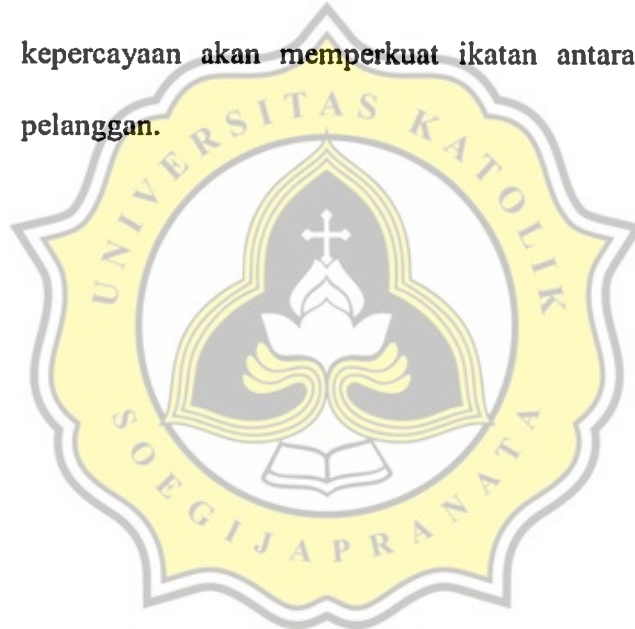 kepercayaan akan memperkuat ikatan antara
pelanggan.
UNIVERSITAS KATOLIK
SOEGIJAPRANATA